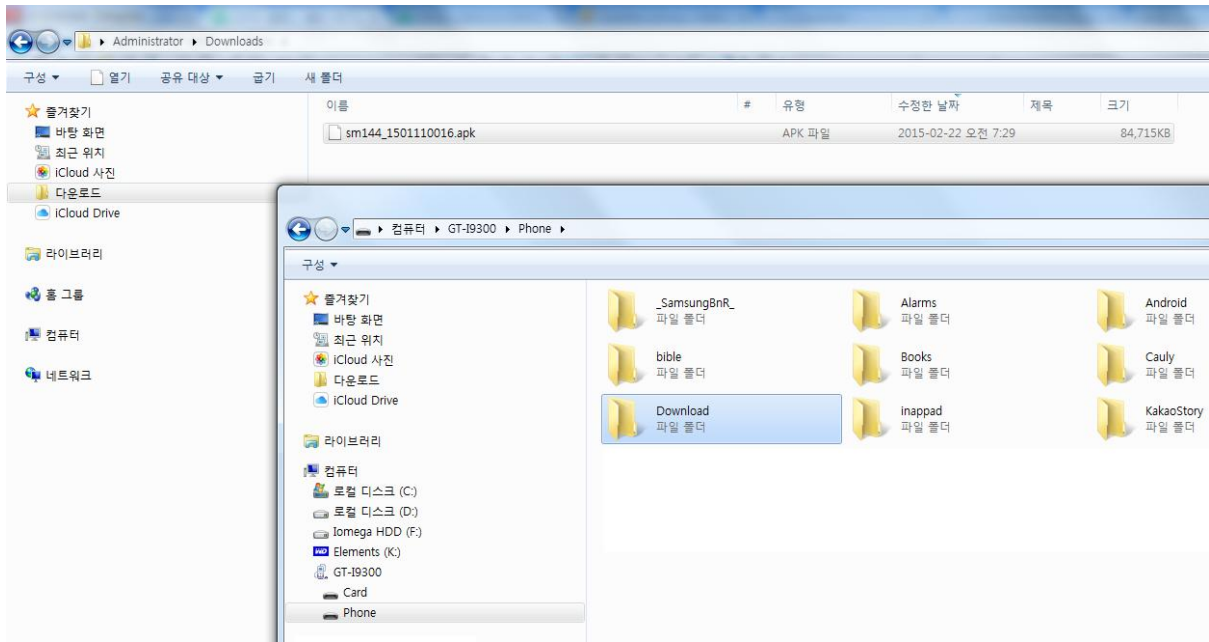 Administrator ▸ Downloads
구성 열기 공유 대상 굽기 새 폴더
이름 # 유형 수정한 날짜 제목 크기
sm144_1501110016.apk APK 파일 2015-02-22 오전 7:29 84,715KB
즐겨찾기
바탕 화면
최근 위치
iCloud 사진
다운로드
iCloud Drive
라이브러리
홈 그룹
컴퓨터
네트워크
컴퓨터 ▸ GT-I9300 ▸ Phone ▸
구성
즐겨찾기
바탕 화면
최근 위치
iCloud 사진
다운로드
iCloud Drive
라이브러리
컴퓨터
로컬 디스크 (C:)
로컬 디스크 (D:)
Iomega HDD (F:)
WD Elements (K:)
GT-I9300
Card
Phone
_SamsungBnR_ Alarms Android
파일 폴더 파일 폴더 파일 폴더
bible Books Cauly
파일 폴더 파일 폴더 파일 폴더
Download inappad KakaoStory
파일 폴더 파일 폴더 파일 폴더